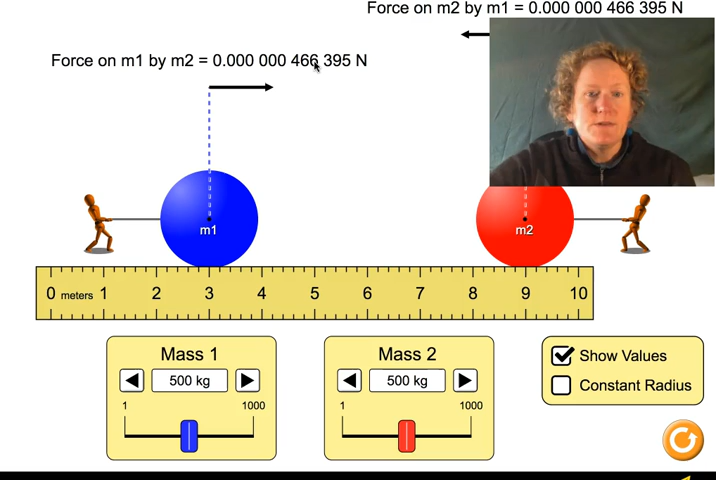 Force on m2 by m1 = 0.000 000 466 395 N
Force on m1 by m2 = 0.000 000 466 395 N
m1
m2
0 meters 1 2 3 4 5 6 7 8 9 10
Mass 1
500 kg
1 1000
Mass 2
500 kg
1 1000
Show Values
Constant Radius